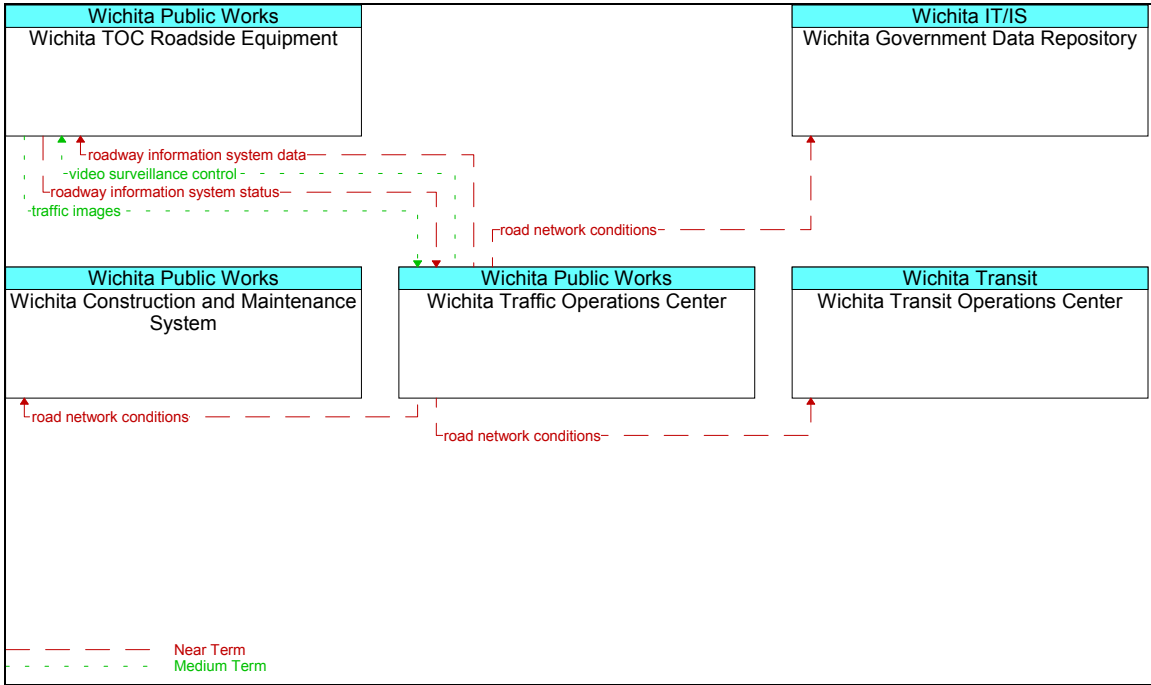 Wichita Public Works
Wichita TOC Roadside Equipment
Wichita IT/IS
Wichita Government Data Repository
roadway information system data
video surveillance control
roadway information system status
traffic images
road network conditions
Wichita Public Works
Wichita Construction and Maintenance
System
Wichita Public Works
Wichita Traffic Operations Center
Wichita Transit
Wichita Transit Operations Center
road network conditions
road network conditions
Near Term
Medium Term